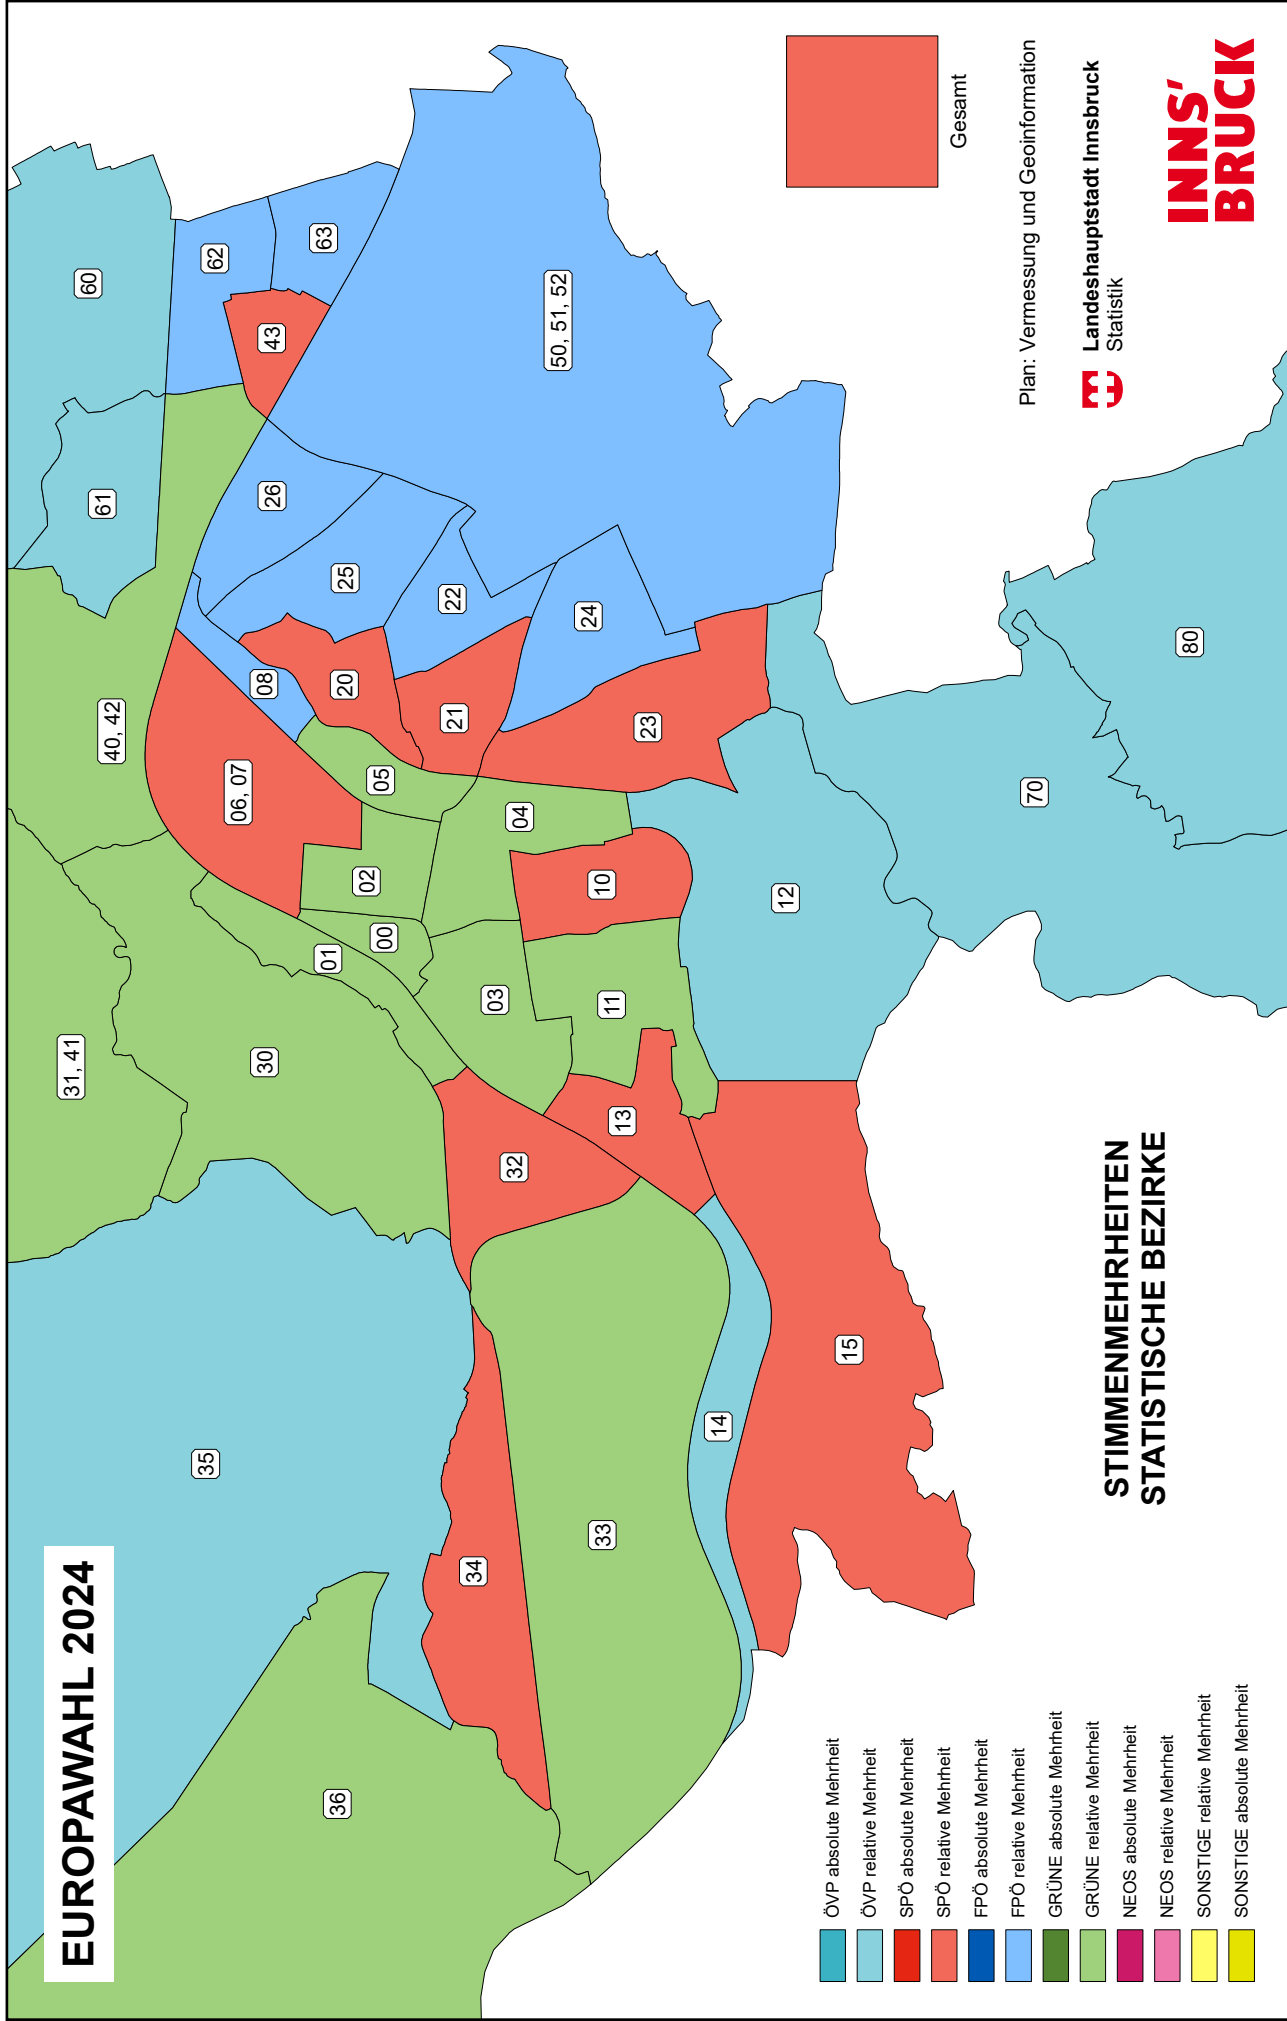 EUROPAWAHL 2024
36
35
31, 41
40, 42
61
60
30
01
00
02
06, 07
08
05
20
25
26
62
43
63
34
32
03
04
21
22
50, 51, 52
33
13
11
10
23
24
14
15
12
70
80
ÖVP absolute Mehrheit
ÖVP relative Mehrheit
SPÖ absolute Mehrheit
SPÖ relative Mehrheit
FPÖ absolute Mehrheit
FPÖ relative Mehrheit
GRÜNE absolute Mehrheit
GRÜNE relative Mehrheit
NEOS absolute Mehrheit
NEOS relative Mehrheit
SONSTIGE relative Mehrheit
SONSTIGE absolute Mehrheit
STIMMENMEHRHEITEN
STATISTISCHE BEZIRKE
Gesamt
Plan: Vermessung und Geoinformation
Landeshauptstadt Innsbruck
Statistik
INNS'
BRUCK